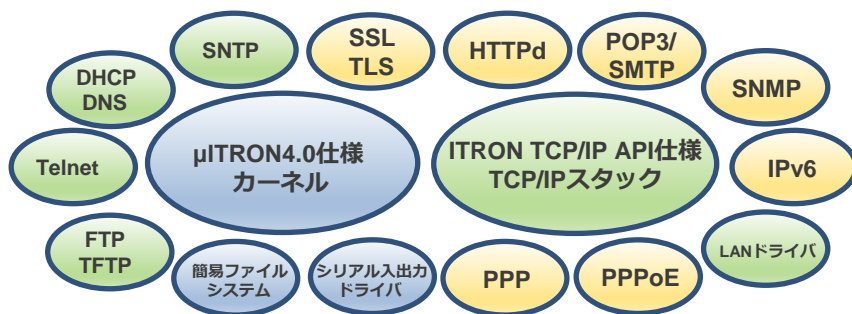 SNTP
SSL
TLS
HTTPd
POP3/
SMTP
DHCP
DNS
SNMP
µITRON4.0仕様
カーネル
ITRON TCP/IP API仕様
TCP/IPスタック
Telnet
IPv6
FTP
TFTP
簡易ファイル
システム
シリアル入出力
ドライバ
PPP
PPPoE
LANドライバ